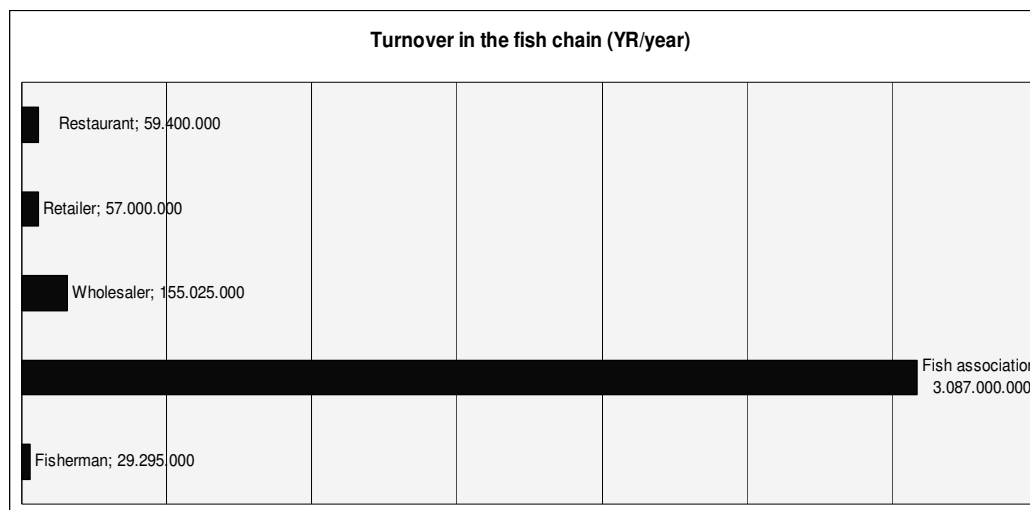 Turnover in the fish chain (YR/year)
Restaurant; 59.400.000
Retailer; 57.000.000
Wholesaler; 155.025.000
Fish association
3.087.000.000
Fisherman; 29.295.000